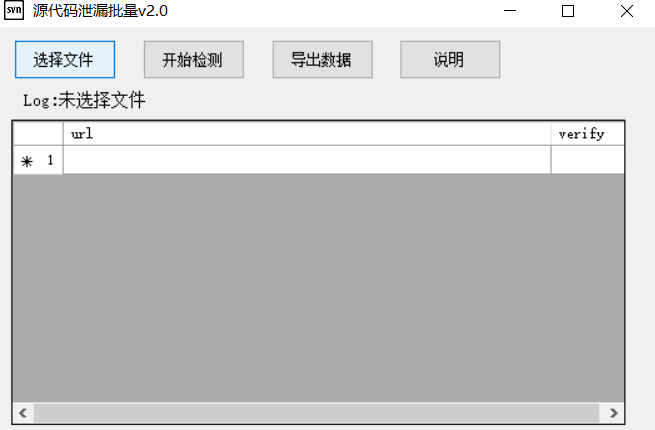 svn 源代码泄漏批量v2.0
选择文件 开始检测 导出数据 说明
Log:未选择文件
url verify
* 1